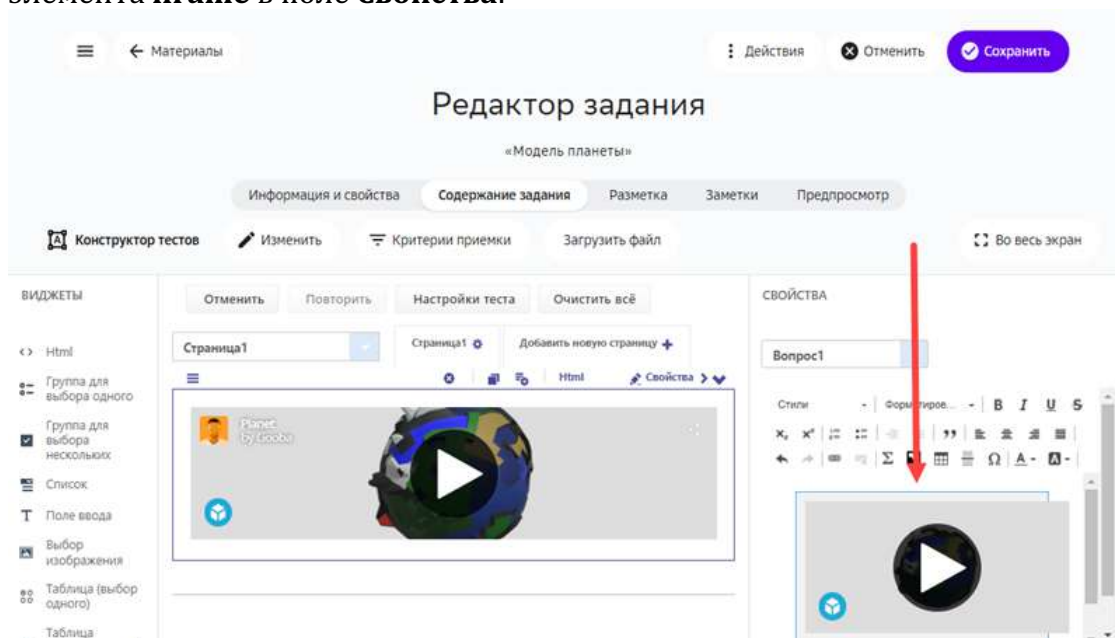 элемента iframe в поле Свойства.
Материалы
Действия
Отменить
Сохранить
Редактор задания
«Модель планеты»
Информация и свойства
Содержание задания
Разметка
Заметки
Предпросмотр
Конструктор тестов
Изменить
Критерии приемки
Загрузить файл
Во весь экран
ВИДЖЕТЫ
Html
Группа для
выбора одного
Группа для
выбора
нескольких
Список
Поле ввода
Выбор
изображения
Таблица (выбор
одного)
Таблица
Отменить
Повторить
Настройки теста
Очистить всё
Страница1
Страница1
Добавить новую страницу
Html
Свойства
Planet
by Gooba
СВОЙСТВА
Вопрос1
Стили
Форматиров...